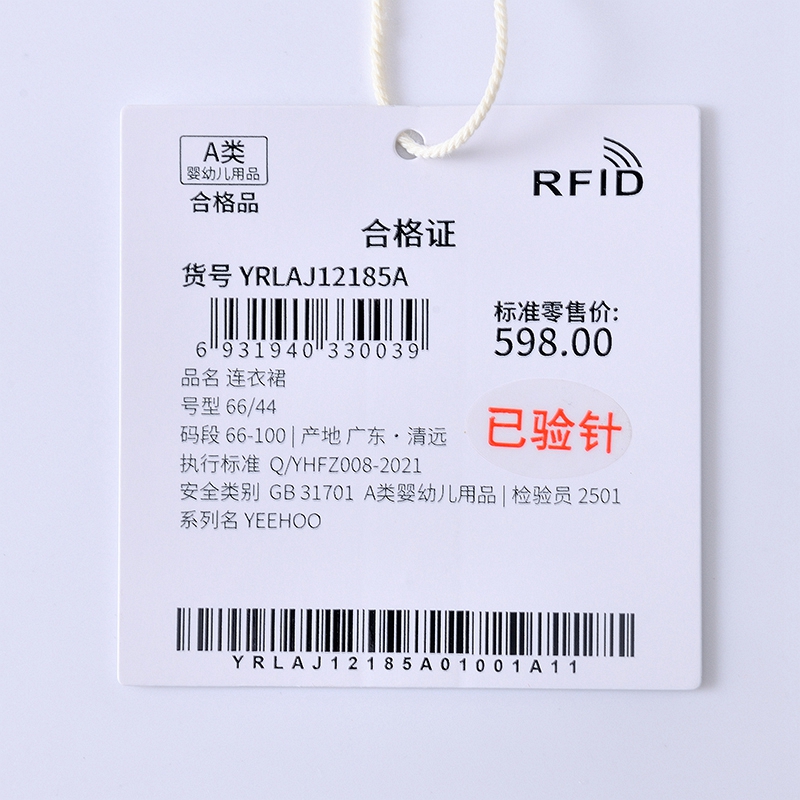 A类
婴幼儿用品
合格品
RFID
合格证
货号 YRLAJ12185A
6 931940 330039
标准零售价:
598.00
品名 连衣裙
号型 66/44
码段 66-100 | 产地 广东·清远
已验针
执行标准 Q/YHFZ008-2021
安全类别 GB 31701 A类婴幼儿用品 | 检验员 2501
系列名 YEEHOO
YRLAJ12185A01001A11